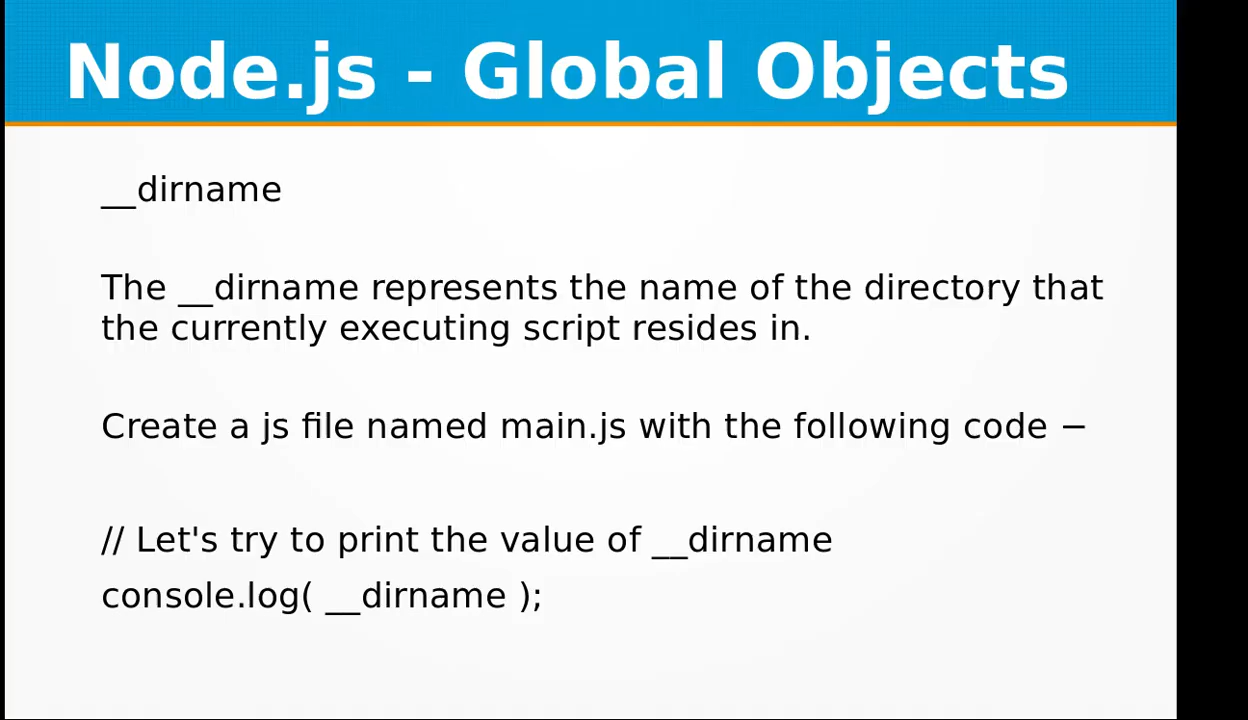 Node.js - Global Objects
__dirname
The __dirname represents the name of the directory that
the currently executing script resides in.
Create a js file named main.js with the following code −
// Let's try to print the value of __dirname
console.log( __dirname );